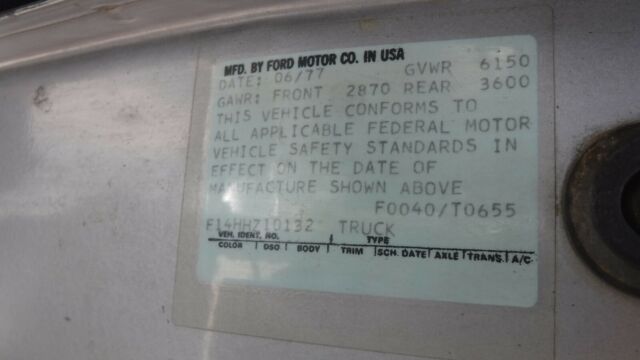 MFD. BY FORD MOTOR CO. IN USA
DATE: 06/77 GVWR 6150
GAWR: FRONT 2870 REAR 3600
THIS VEHICLE CONFORMS TO
ALL APPLICABLE FEDERAL MOTOR
VEHICLE SAFETY STANDARDS IN
EFFECT ON THE DATE OF
MANUFACTURE SHOWN ABOVE
F0040/T0655
F14HHZ10132 TRUCK
VEH. IDENT. NO. TYPE
COLOR DSO BODY TRIM SCH. DATE AXLE TRANS. A/C